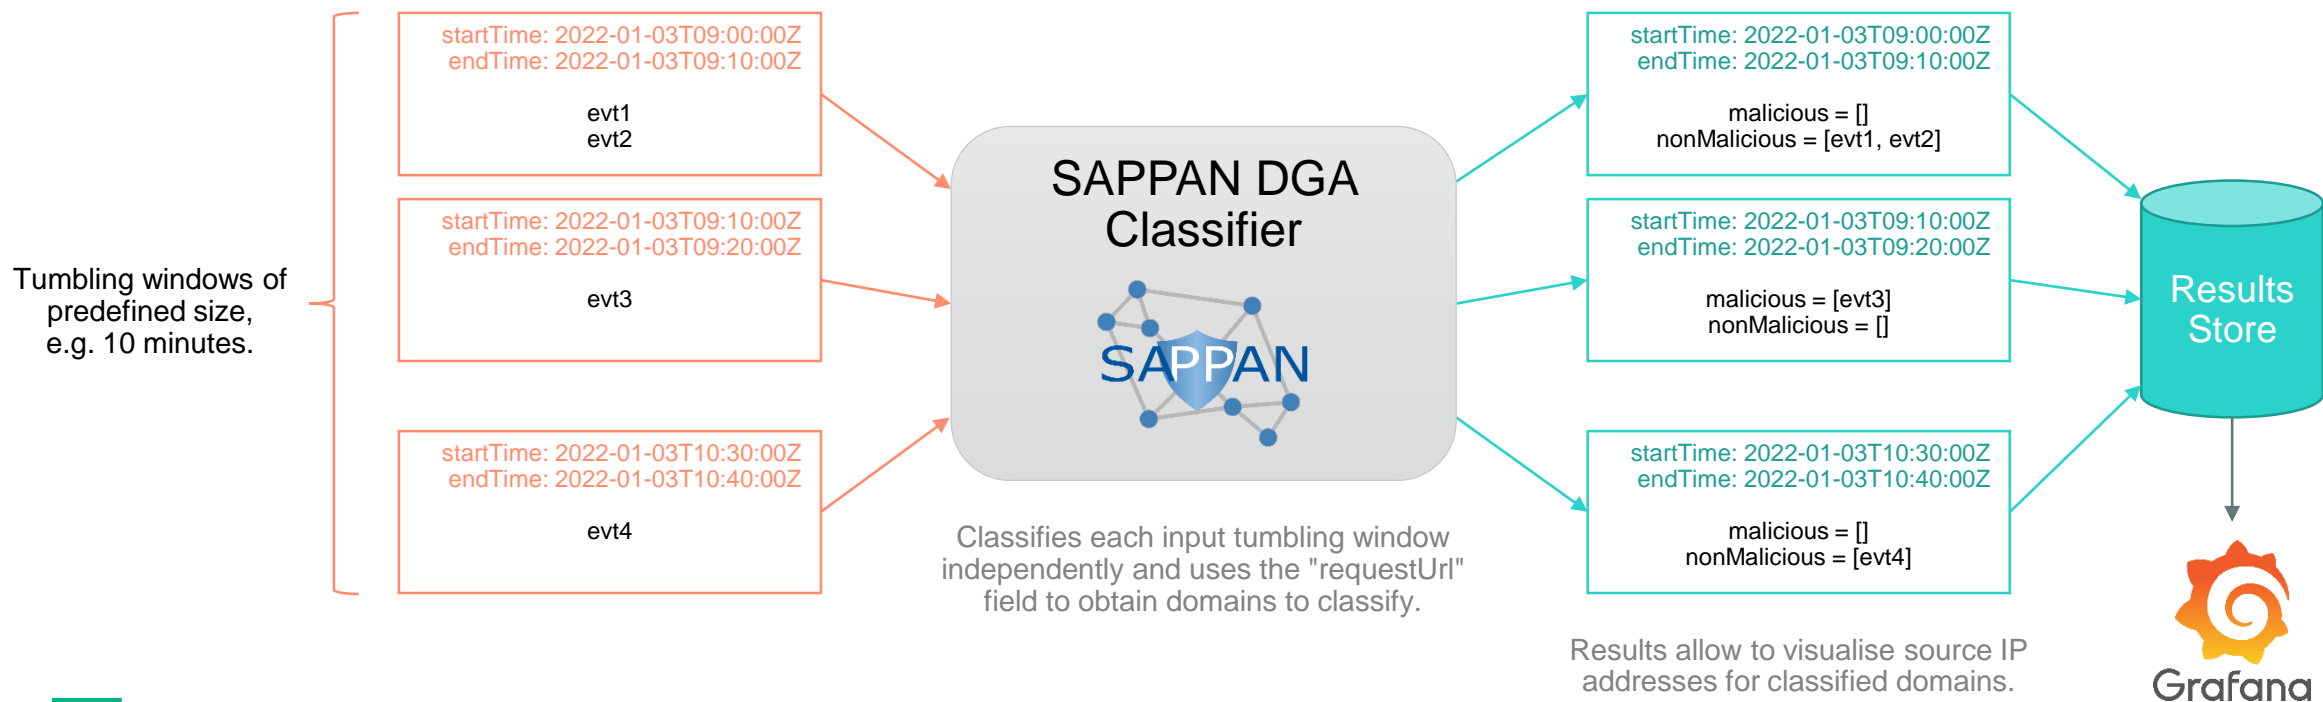 Tumbling windows of
predefined size,
e.g. 10 minutes.
startTime: 2022-01-03T09:00:00Z
endTime: 2022-01-03T09:10:00Z
evt1
evt2
startTime: 2022-01-03T09:10:00Z
endTime: 2022-01-03T09:20:00Z
evt3
startTime: 2022-01-03T10:30:00Z
endTime: 2022-01-03T10:40:00Z
evt4
SAPPAN DGA
Classifier
SAPPAN
Classifies each input tumbling window
independently and uses the "requestUrl"
field to obtain domains to classify.
startTime: 2022-01-03T09:00:00Z
endTime: 2022-01-03T09:10:00Z
malicious = []
nonMalicious = [evt1, evt2]
startTime: 2022-01-03T09:10:00Z
endTime: 2022-01-03T09:20:00Z
malicious = [evt3]
nonMalicious = []
startTime: 2022-01-03T10:30:00Z
endTime: 2022-01-03T10:40:00Z
malicious = []
nonMalicious = [evt4]
Results allow to visualise source IP
addresses for classified domains.
Results
Store
Grafana